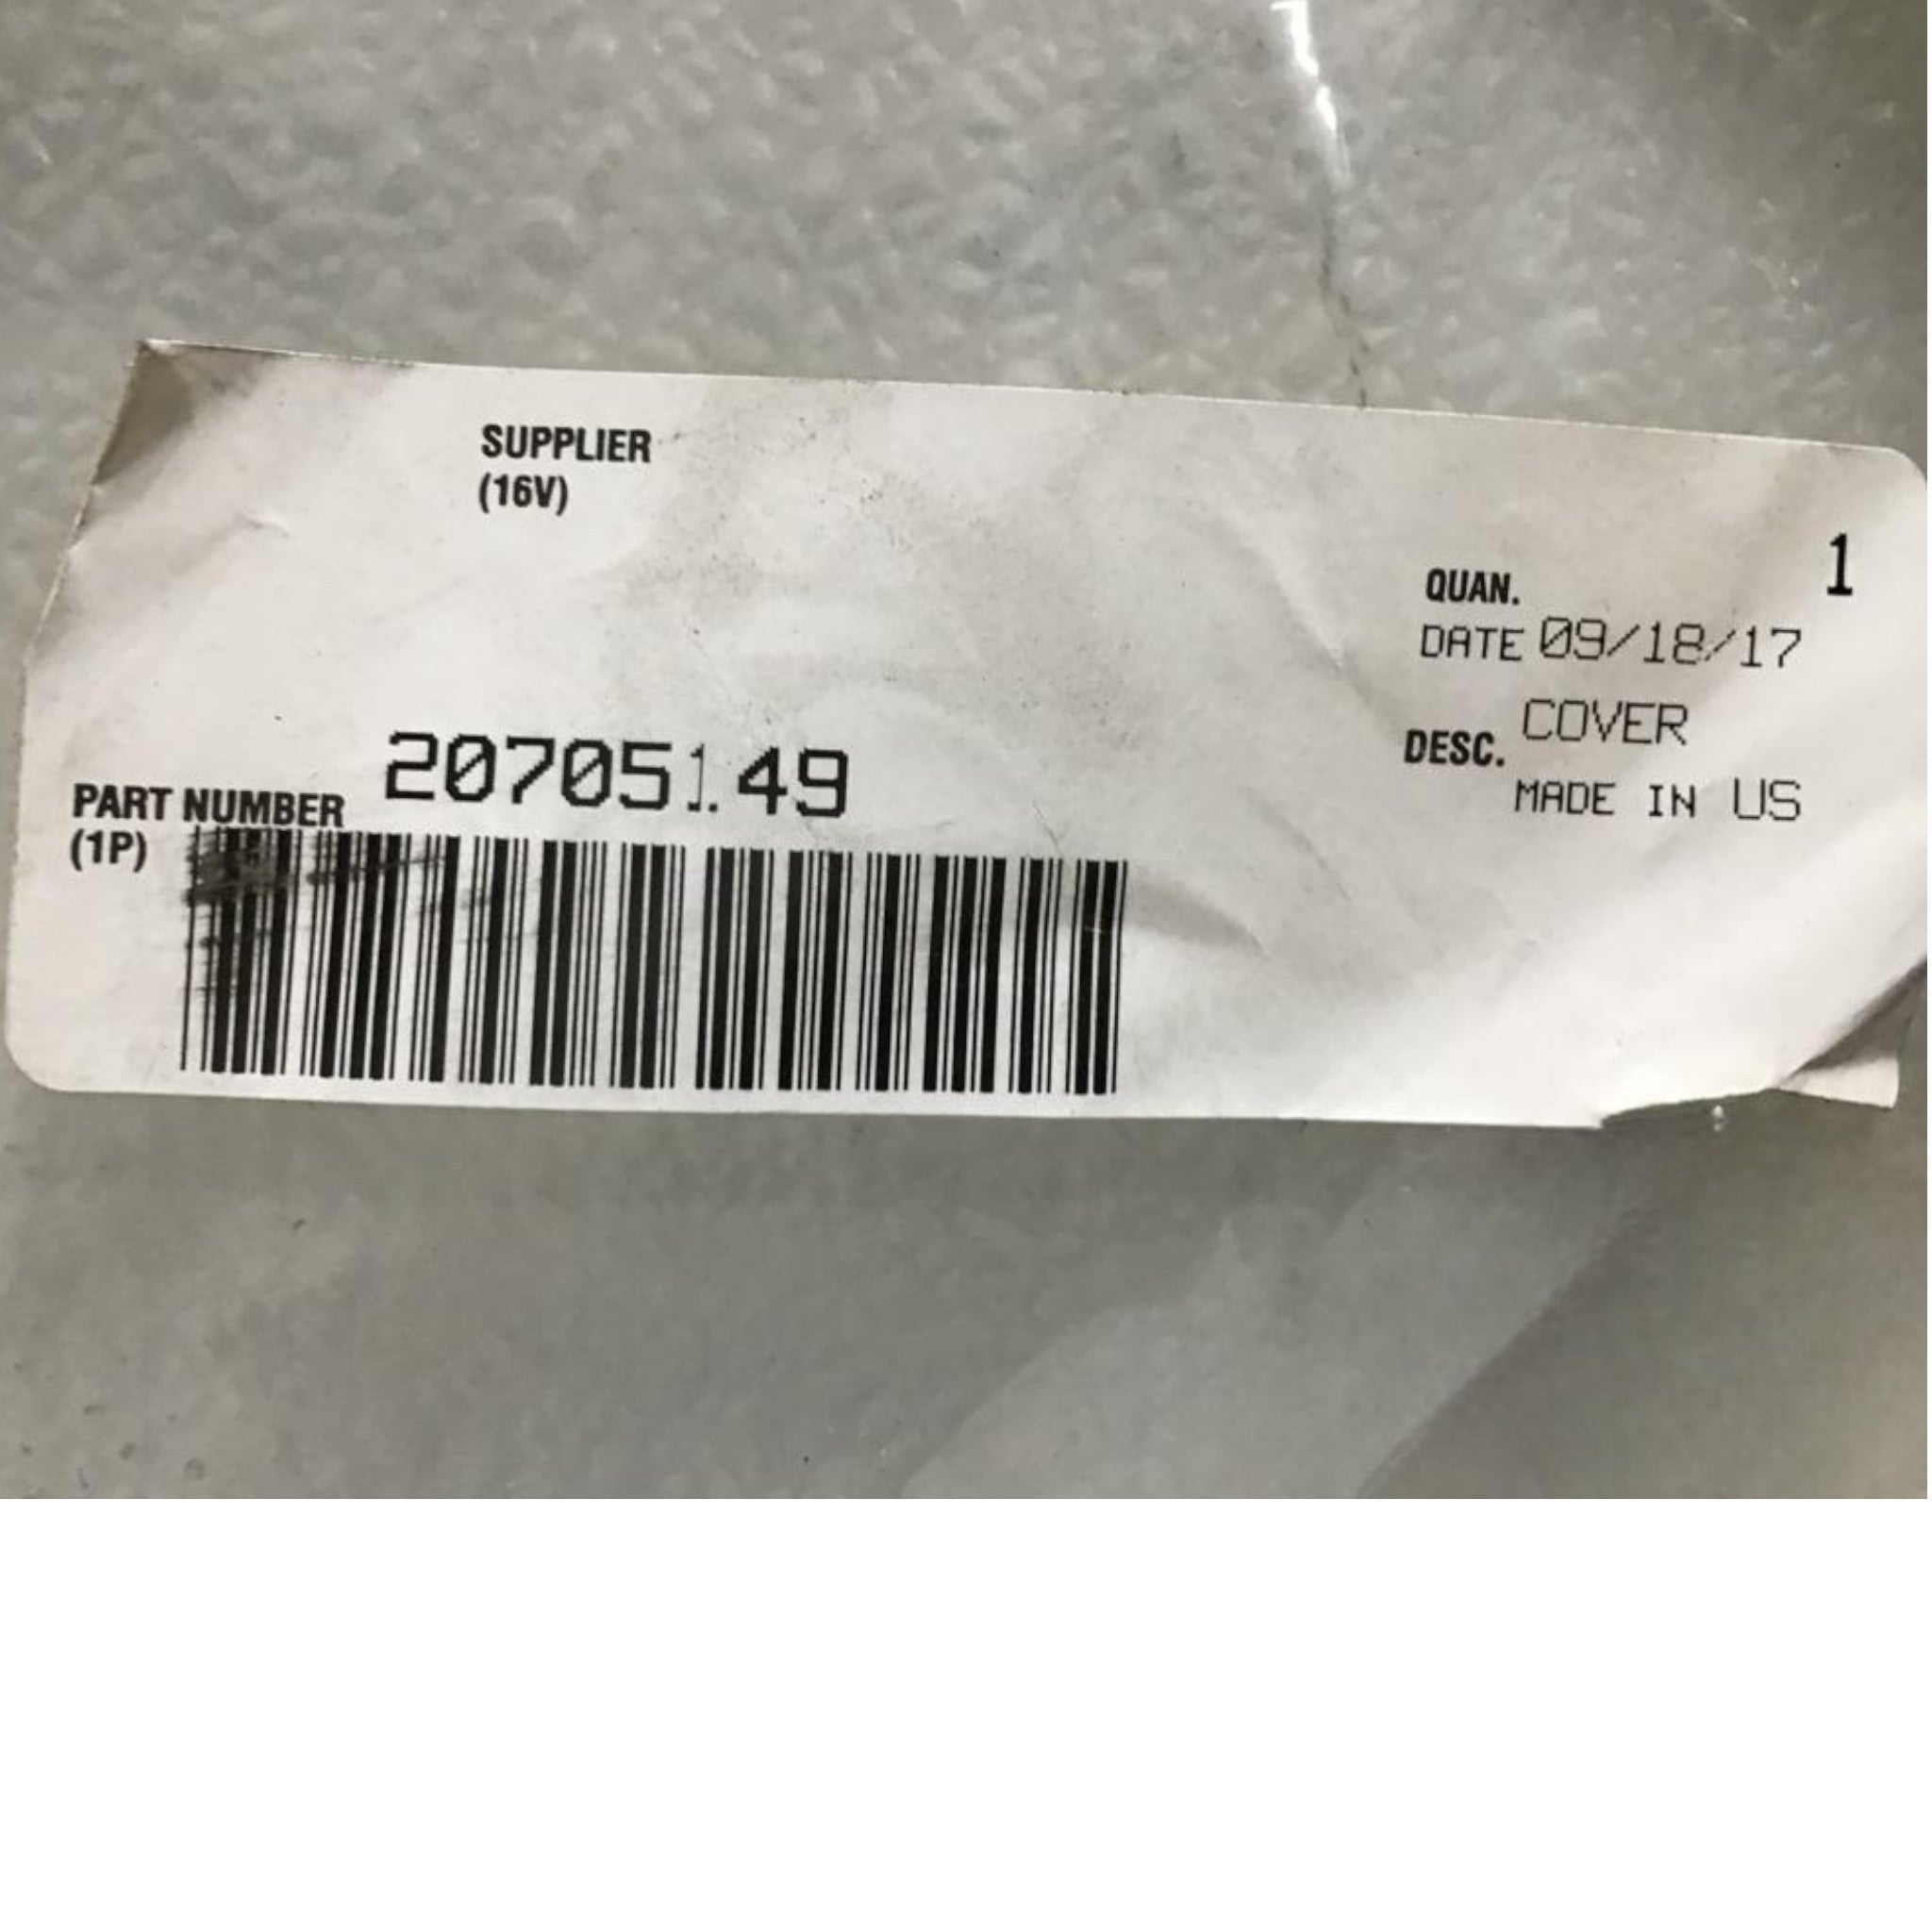 SUPPLIER
(16V)
QUAN. 1
DATE 09/18/17
DESC. COVER
MADE IN US
PART NUMBER 20705149
(1P)